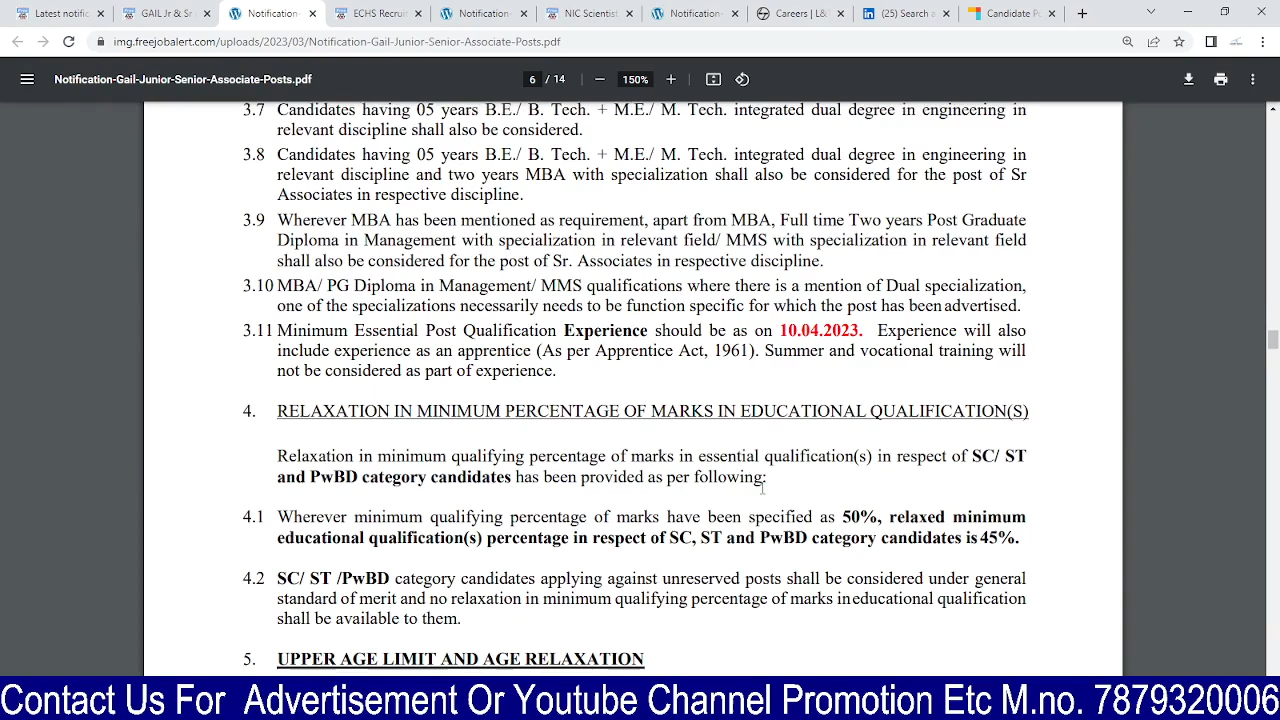 Latest notific
GAIL Jr & Sr
Notification-
ECHS Recruit
Notification-
NIC Scientist
Notification
Careers | L&
(25) Search a
Candidate P
img.freejobalert.com/uploads/2023/03/Notification-Gail-Junior-Senior-Associate-Posts.pdf
Notification-Gail-Junior-Senior-Associate-Posts.pdf
6 / 14
150%
3.7 Candidates having 05 years B.E./ B. Tech. + M.E./ M. Tech. integrated dual degree in engineering in
relevant discipline shall also be considered.
3.8 Candidates having 05 years B.E./ B. Tech. + M.E./ M. Tech. integrated dual degree in engineering in
relevant discipline and two years MBA with specialization shall also be considered for the post of Sr
Associates in respective discipline.
3.9 Wherever MBA has been mentioned as requirement, apart from MBA, Full time Two years Post Graduate
Diploma in Management with specialization in relevant field/ MMS with specialization in relevant field
shall also be considered for the post of Sr. Associates in respective discipline.
3.10 MBA/ PG Diploma in Management/ MMS qualifications where there is a mention of Dual specialization,
one of the specializations necessarily needs to be function specific for which the post has been advertised.
3.11 Minimum Essential Post Qualification Experience should be as on 10.04.2023. Experience will also
include experience as an apprentice (As per Apprentice Act, 1961). Summer and vocational training will
not be considered as part of experience.
4. RELAXATION IN MINIMUM PERCENTAGE OF MARKS IN EDUCATIONAL QUALIFICATION(S)
Relaxation in minimum qualifying percentage of marks in essential qualification(s) in respect of SC/ ST
and PwBD category candidates has been provided as per following:
4.1 Wherever minimum qualifying percentage of marks have been specified as 50%, relaxed minimum
educational qualification(s) percentage in respect of SC, ST and PwBD category candidates is 45%.
4.2 SC/ ST /PwBD category candidates applying against unreserved posts shall be considered under general
standard of merit and no relaxation in minimum qualifying percentage of marks in educational qualification
shall be available to them.
5. UPPER AGE LIMIT AND AGE RELAXATION
Contact Us For Advertisement Or Youtube Channel Promotion Etc M.no. 7879320006